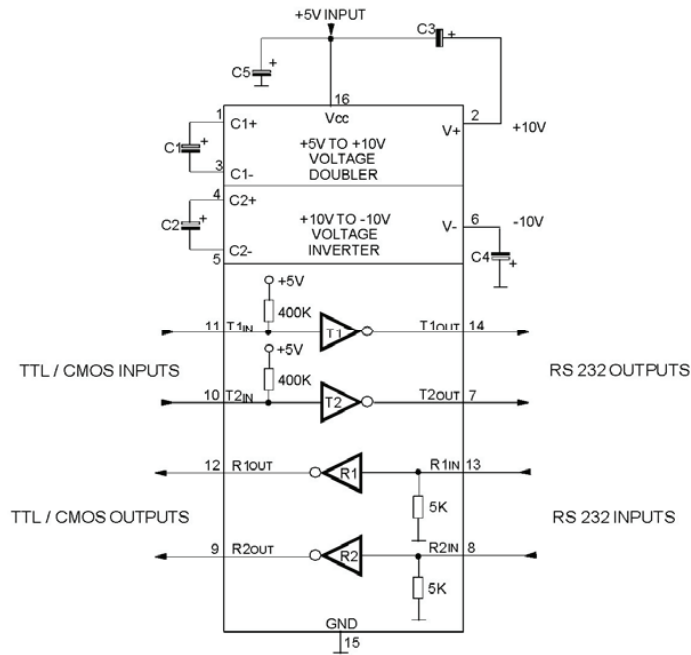 +5V INPUT
C3
+
C5
+
16
1
C1+
Vcc
V+
2
+10V
+5V TO +10V
VOLTAGE
DOUBLER
C1
+
3
C1-
4
C2+
+10V TO -10V
VOLTAGE
INVERTER
V-
6
-10V
C2
+
C2-
5
C4
+
+5V
400K
11
T1IN
T1
T1OUT
14
TTL / CMOS INPUTS
RS 232 OUTPUTS
+5V
400K
10
T2IN
T2
T2OUT
7
12
R1OUT
R1
R1IN
13
5K
TTL / CMOS OUTPUTS
RS 232 INPUTS
9
R2OUT
R2
R2IN
8
5K
GND
15